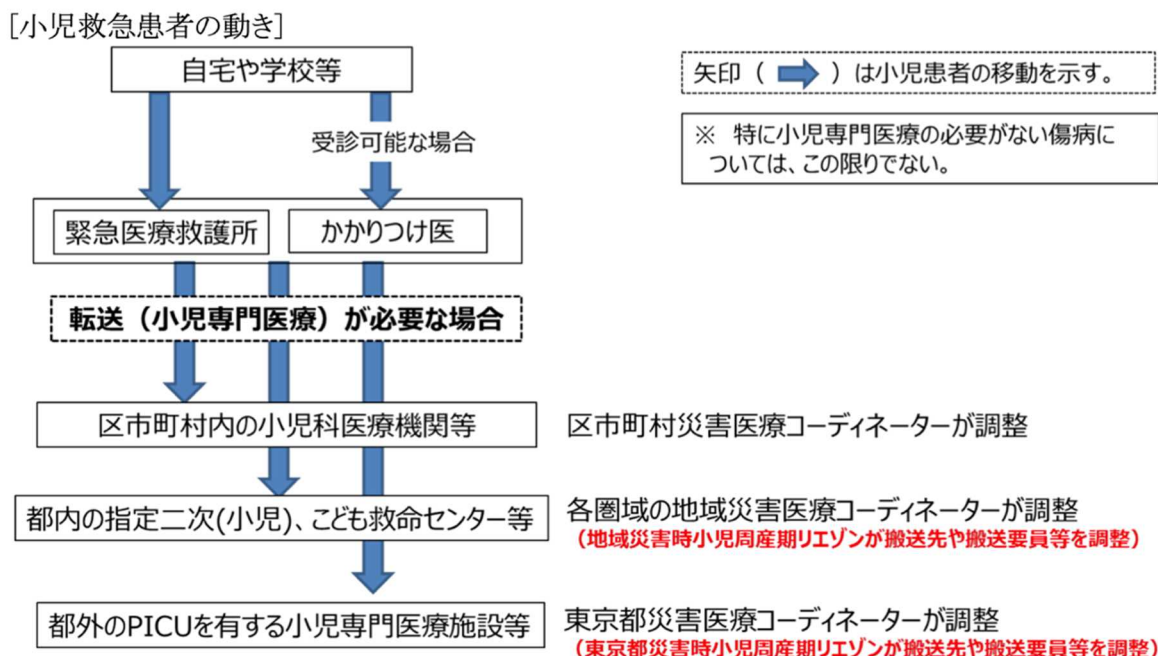 [小児救急患者の動き]
自宅や学校等
矢印（ ）は小児患者の移動を示す。
受診可能な場合
※ 特に小児専門医療の必要がない傷病に
ついては、この限りでない。
緊急医療救護所
かかりつけ医
転送（小児専門医療）が必要な場合
区市町村内の小児科医療機関等
区市町村災害医療コーディネーターが調整
都内の指定二次(小児)、こども救命センター等
各圏域の地域災害医療コーディネーターが調整
（地域災害時小児周産期リエゾンが搬送先や搬送要員等を調整）
都外のPICUを有する小児専門医療施設等
東京都災害医療コーディネーターが調整
（東京都災害時小児周産期リエゾンが搬送先や搬送要員等を調整）